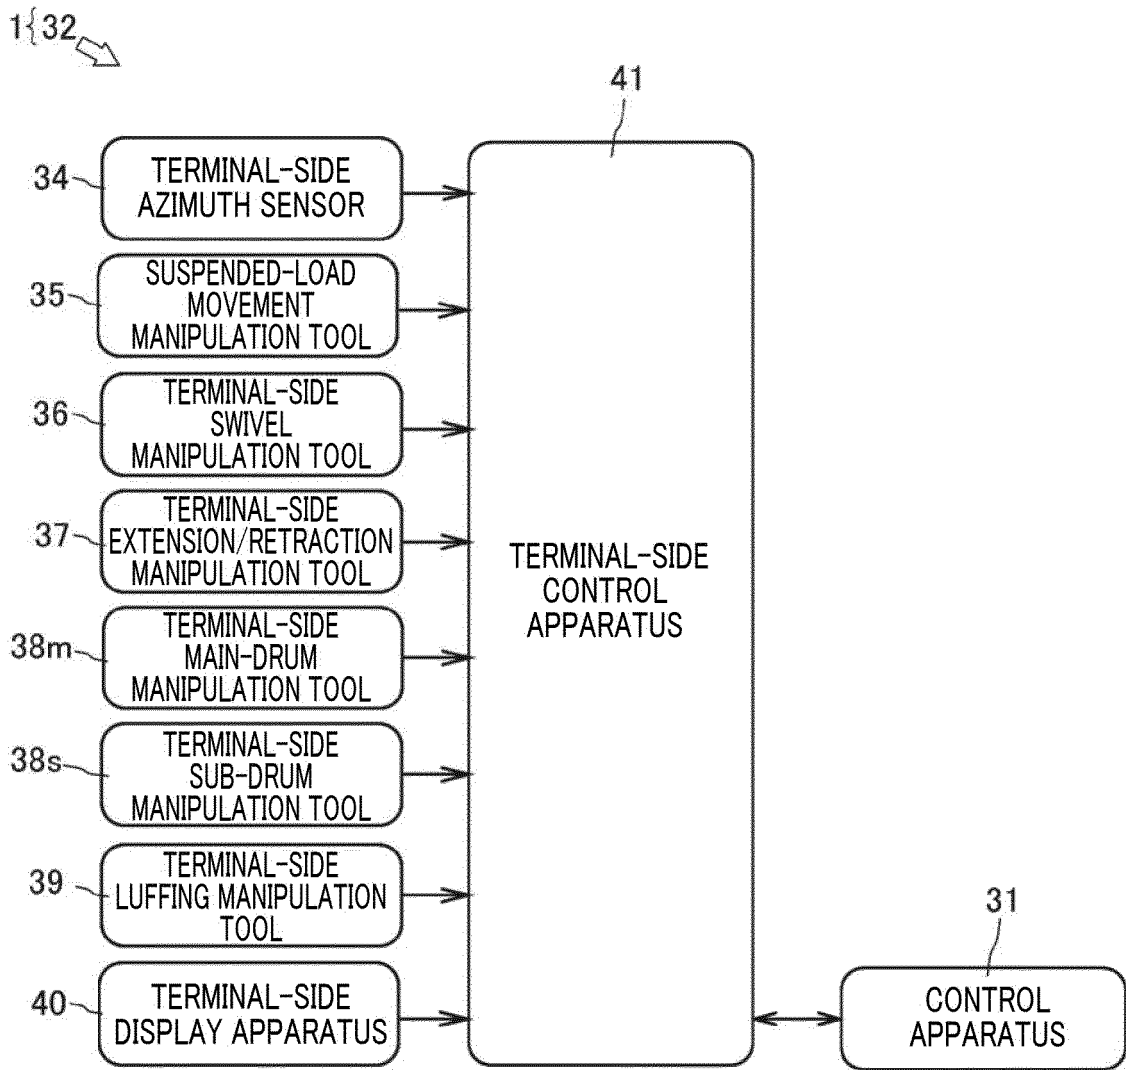 1{32
41
34
TERMINAL-SIDE
AZIMUTH SENSOR
35
SUSPENDED-LOAD
MOVEMENT
MANIPULATION TOOL
36
TERMINAL-SIDE
SWIVEL
MANIPULATION TOOL
37
TERMINAL-SIDE
EXTENSION/RETRACTION
MANIPULATION TOOL
TERMINAL-SIDE
CONTROL
APPARATUS
38m
TERMINAL-SIDE
MAIN-DRUM
MANIPULATION TOOL
38s
TERMINAL-SIDE
SUB-DRUM
MANIPULATION TOOL
39
TERMINAL-SIDE
LUFFING MANIPULATION
TOOL
31
40
TERMINAL-SIDE
DISPLAY APPARATUS
CONTROL
APPARATUS